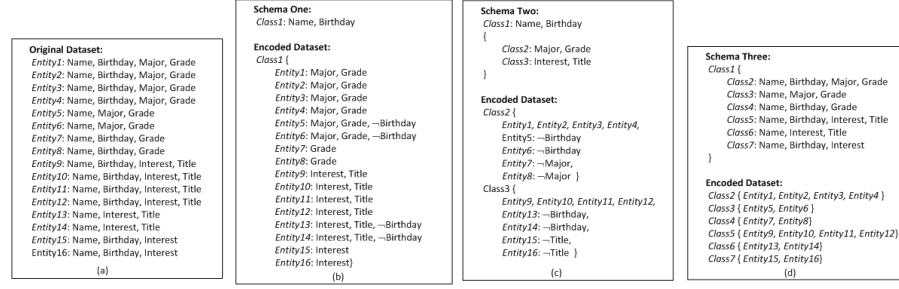 Original Dataset:
Entity1: Name, Birthday, Major, Grade
Entity2: Name, Birthday, Major, Grade
Entity3: Name, Birthday, Major, Grade
Entity4: Name, Birthday, Major, Grade
Entity5: Name, Major, Grade
Entity6: Name, Major, Grade
Entity7: Name, Birthday, Grade
Entity8: Name, Birthday, Grade
Entity9: Name, Birthday, Interest, Title
Entity10: Name, Birthday, Interest, Title
Entity11: Name, Birthday, Interest, Title
Entity12: Name, Birthday, Interest, Title
Entity13: Name, Interest, Title
Entity14: Name, Interest, Title
Entity15: Name, Birthday, Interest
Entity16: Name, Birthday, Interest
(a)
Schema One:
Class1: Name, Birthday
Encoded Dataset:
Class1 {
Entity1: Major, Grade
Entity2: Major, Grade
Entity3: Major, Grade
Entity4: Major, Grade
Entity5: Major, Grade, ¬Birthday
Entity6: Major, Grade, ¬Birthday
Entity7: Grade
Entity8: Grade
Entity9: Interest, Title
Entity10: Interest, Title
Entity11: Interest, Title
Entity12: Interest, Title
Entity13: Interest, Title, ¬Birthday
Entity14: Interest, Title, ¬Birthday
Entity15: Interest
Entity16: Interest}
(b)
Schema Two:
Class1: Name, Birthday
{
Class2: Major, Grade
Class3: Interest, Title
}
Encoded Dataset:
Class2 {
Entity1, Entity2, Entity3, Entity4,
Entity5: ¬Birthday
Entity6: ¬Birthday
Entity7: ¬Major,
Entity8: ¬Major }
Class3 {
Entity9, Entity10, Entity11, Entity12,
Entity13: ¬Birthday,
Entity14: ¬Birthday,
Entity15: ¬Title,
Entity16: ¬Title }
(c)
Schema Three:
Class1 {
Class2: Name, Birthday, Major, Grade
Class3: Name, Major, Grade
Class4: Name, Birthday, Grade
Class5: Name, Birthday, Interest, Title
Class6: Name, Interest, Title
Class7: Name, Birthday, Interest
}
Encoded Dataset:
Class2 { Entity1, Entity2, Entity3, Entity4 }
Class3 { Entity5, Entity6 }
Class4 { Entity7, Entity8}
Class5 { Entity9, Entity10, Entity11, Entity12}
Class6 { Entity13, Entity14}
Class7 { Entity15, Entity16}
(d)